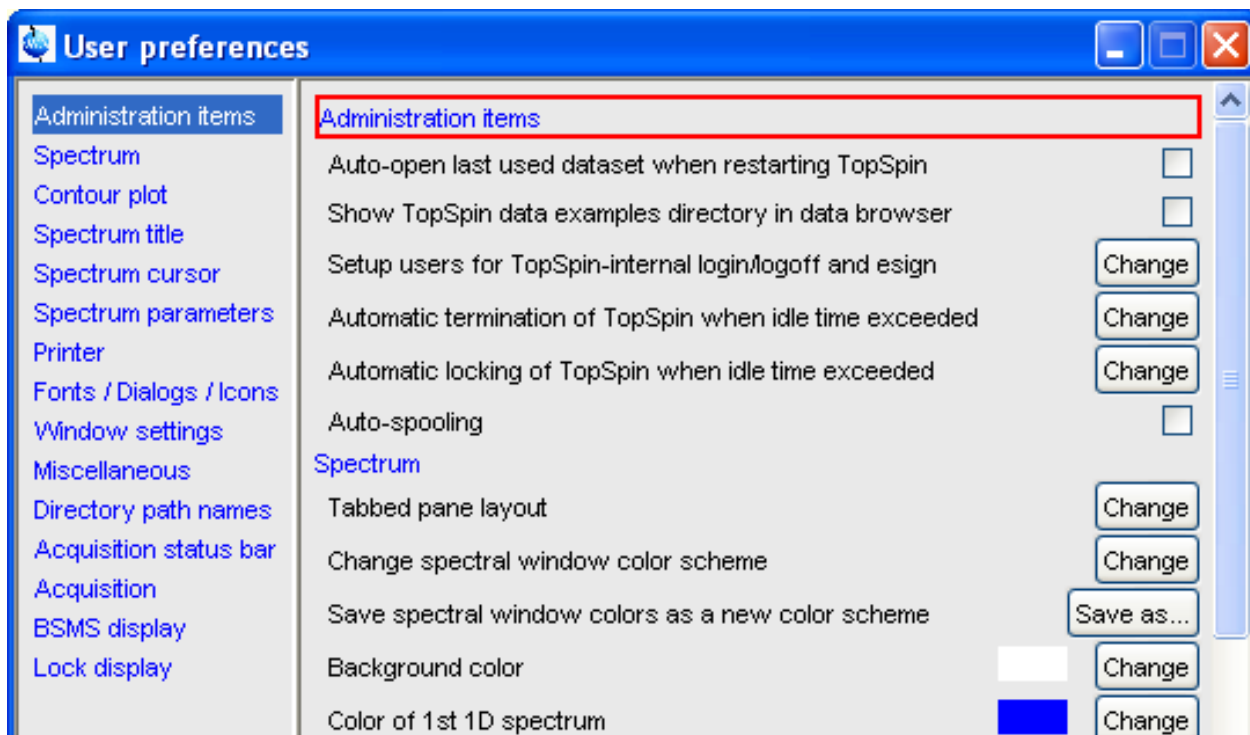 User preferences
Administration items
Spectrum
Contour plot
Spectrum title
Spectrum cursor
Spectrum parameters
Printer
Fonts / Dialogs / Icons
Window settings
Miscellaneous
Directory path names
Acquisition status bar
Acquisition
BSMS display
Lock display
Administration items
Auto-open last used dataset when restarting TopSpin
Show TopSpin data examples directory in data browser
Setup users for TopSpin-internal login/logoff and esign Change
Automatic termination of TopSpin when idle time exceeded Change
Automatic locking of TopSpin when idle time exceeded Change
Auto-spooling
Spectrum
Tabbed pane layout Change
Change spectral window color scheme Change
Save spectral window colors as a new color scheme Save as...
Background color Change
Color of 1st 1D spectrum Change